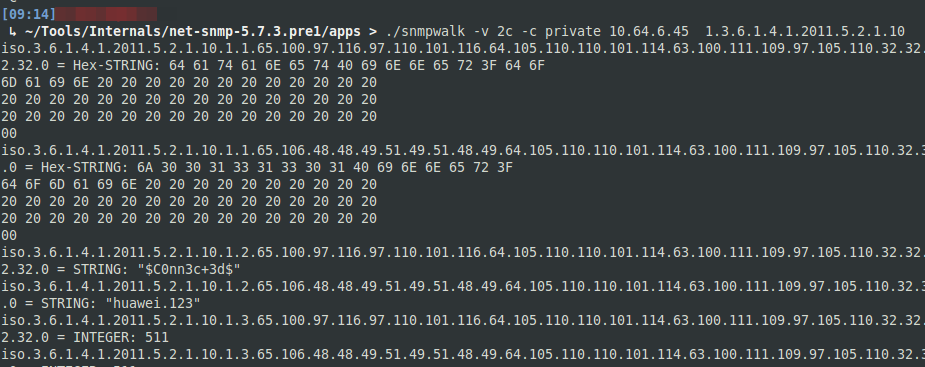 [09:14]
↳ ~/Tools/Internals/net-snmp-5.7.3.pre1/apps > ./snmpwalk -v 2c -c private 10.64.6.45  1.3.6.1.4.1.2011.5.2.1.10
iso.3.6.1.4.1.2011.5.2.1.10.1.1.65.100.97.116.97.110.101.116.64.105.110.110.101.114.63.100.111.109.97.105.110.32.32.
2.32.0 = Hex-STRING: 64 61 74 61 6E 65 74 40 69 6E 6E 65 72 3F 64 6F
6D 61 69 6E 20 20 20 20 20 20 20 20 20 20 20 20
20 20 20 20 20 20 20 20 20 20 20 20 20 20 20 20
20 20 20 20 20 20 20 20 20 20 20 20 20 20 20 20
00
iso.3.6.1.4.1.2011.5.2.1.10.1.1.65.106.48.48.49.51.49.51.48.49.64.105.110.110.101.114.63.100.111.109.97.105.110.32.3
.0 = Hex-STRING: 6A 30 30 31 33 31 33 30 31 40 69 6E 6E 65 72 3F
64 6F 6D 61 69 6E 20 20 20 20 20 20 20 20 20 20
20 20 20 20 20 20 20 20 20 20 20 20 20 20 20 20
20 20 20 20 20 20 20 20 20 20 20 20 20 20 20 20
00
iso.3.6.1.4.1.2011.5.2.1.10.1.2.65.100.97.116.97.110.101.116.64.105.110.110.101.114.63.100.111.109.97.105.110.32.32.
2.32.0 = STRING: "$C0nn3c+3d$"
iso.3.6.1.4.1.2011.5.2.1.10.1.2.65.106.48.48.49.51.49.51.48.49.64.105.110.110.101.114.63.100.111.109.97.105.110.32.3
.0 = STRING: "huawei.123"
iso.3.6.1.4.1.2011.5.2.1.10.1.3.65.100.97.116.97.110.101.116.64.105.110.110.101.114.63.100.111.109.97.105.110.32.32.
2.32.0 = INTEGER: 511
iso.3.6.1.4.1.2011.5.2.1.10.1.3.65.106.48.48.49.51.49.51.48.49.64.105.110.110.101.114.63.100.111.109.97.105.110.32.3